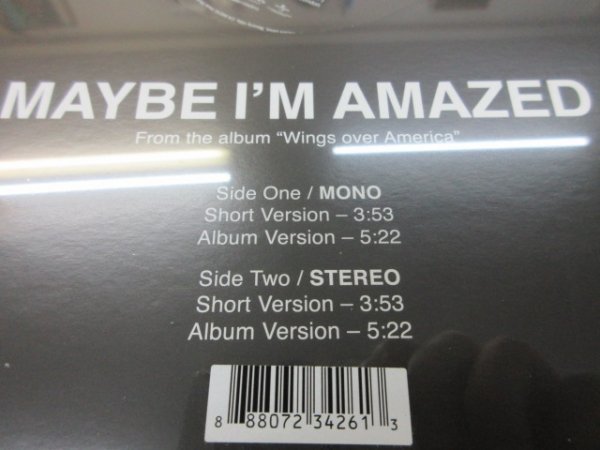 MAYBE I'M AMAZED
From the album "Wings over America"
Side One / MONO
Short Version – 3:53
Album Version – 5:22
Side Two / STEREO
Short Version – 3:53
Album Version – 5:22
8 88072 34261 3